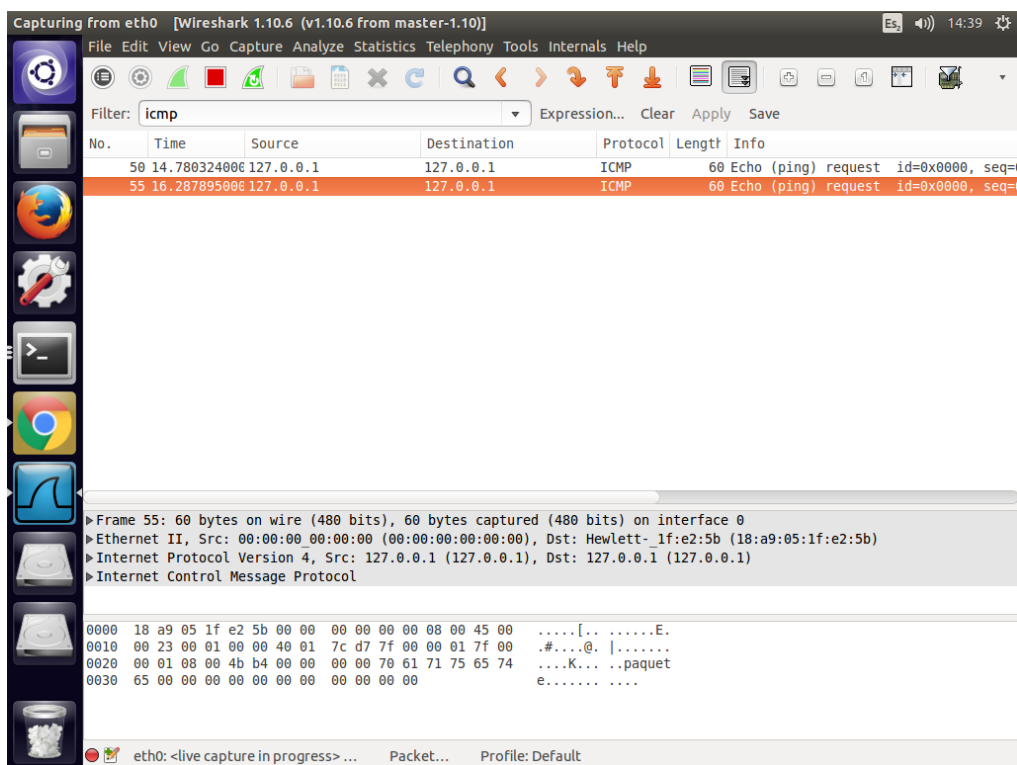 Capturing from eth0 [Wireshark 1.10.6 (v1.10.6 from master-1.10)] Es₂ 14:39
File Edit View Go Capture Analyze Statistics Telephony Tools Internals Help
Filter: icmp Expression... Clear Apply Save
No. Time Source Destination Protocol Length Info
50 14.780324000 127.0.0.1 127.0.0.1 ICMP 60 Echo (ping) request id=0x0000, seq=
55 16.287895000 127.0.0.1 127.0.0.1 ICMP 60 Echo (ping) request id=0x0000, seq=
Frame 55: 60 bytes on wire (480 bits), 60 bytes captured (480 bits) on interface 0
Ethernet II, Src: 00:00:00_00:00:00 (00:00:00:00:00:00), Dst: Hewlett-_1f:e2:5b (18:a9:05:1f:e2:5b)
Internet Protocol Version 4, Src: 127.0.0.1 (127.0.0.1), Dst: 127.0.0.1 (127.0.0.1)
Internet Control Message Protocol
0000 18 a9 05 1f e2 5b 00 00 00 00 00 00 08 00 45 00 .....[.. ......E.
0010 00 23 00 01 00 00 40 01 7c d7 7f 00 00 01 7f 00 .#....@. |.......
0020 00 01 08 00 4b b4 00 00 00 00 70 61 71 75 65 74 ....K... ..paquet
0030 65 00 00 00 00 00 00 00 00 00 00 00 e....... ....
eth0: <live capture in progress> ... Packet... Profile: Default